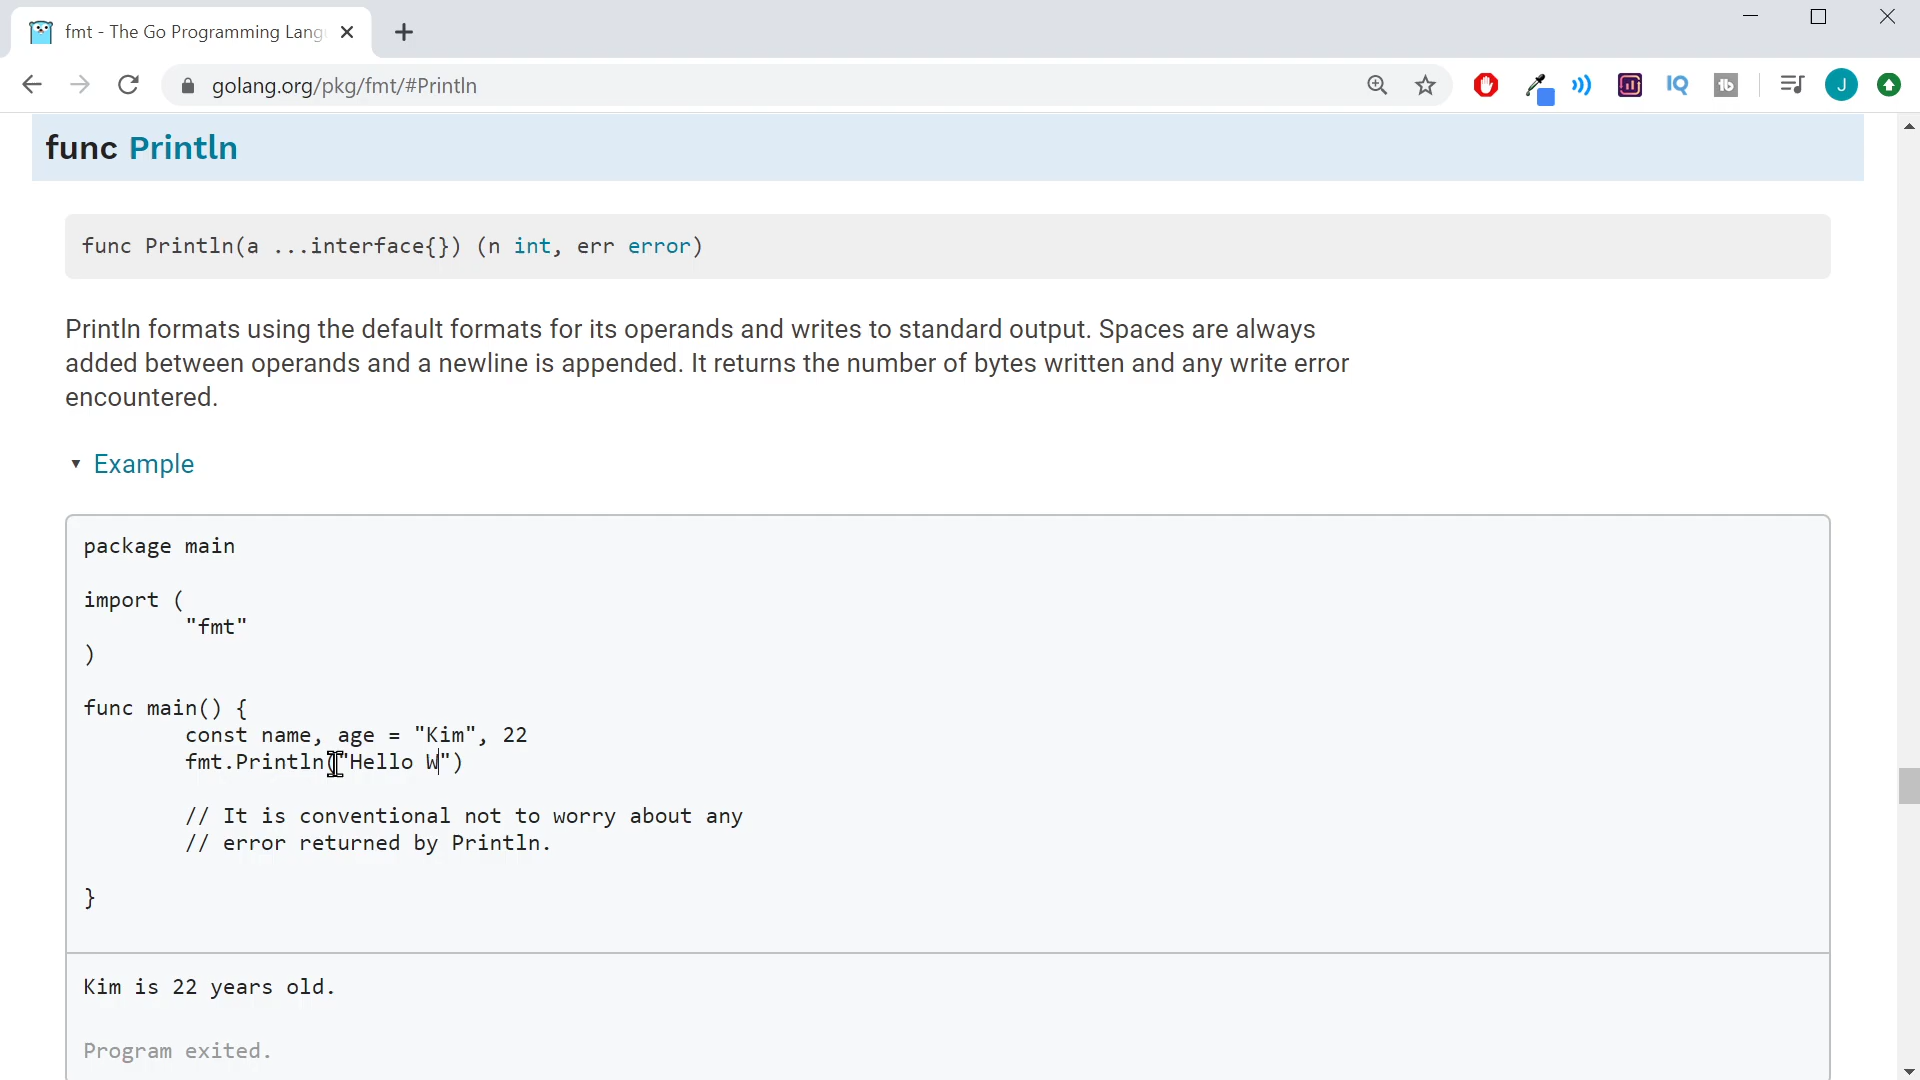 fmt - The Go Programming Lang
golang.org/pkg/fmt/#Println
IQ
tb
J
func Println
func Println(a ...interface{}) (n int, err error)
Println formats using the default formats for its operands and writes to standard output. Spaces are always
added between operands and a newline is appended. It returns the number of bytes written and any write error
encountered.
Example
package main
import (
"fmt"
)
func main() {
const name, age = "Kim", 22
fmt.Println("Hello W")
// It is conventional not to worry about any
// error returned by Println.
}
Kim is 22 years old.
Program exited.